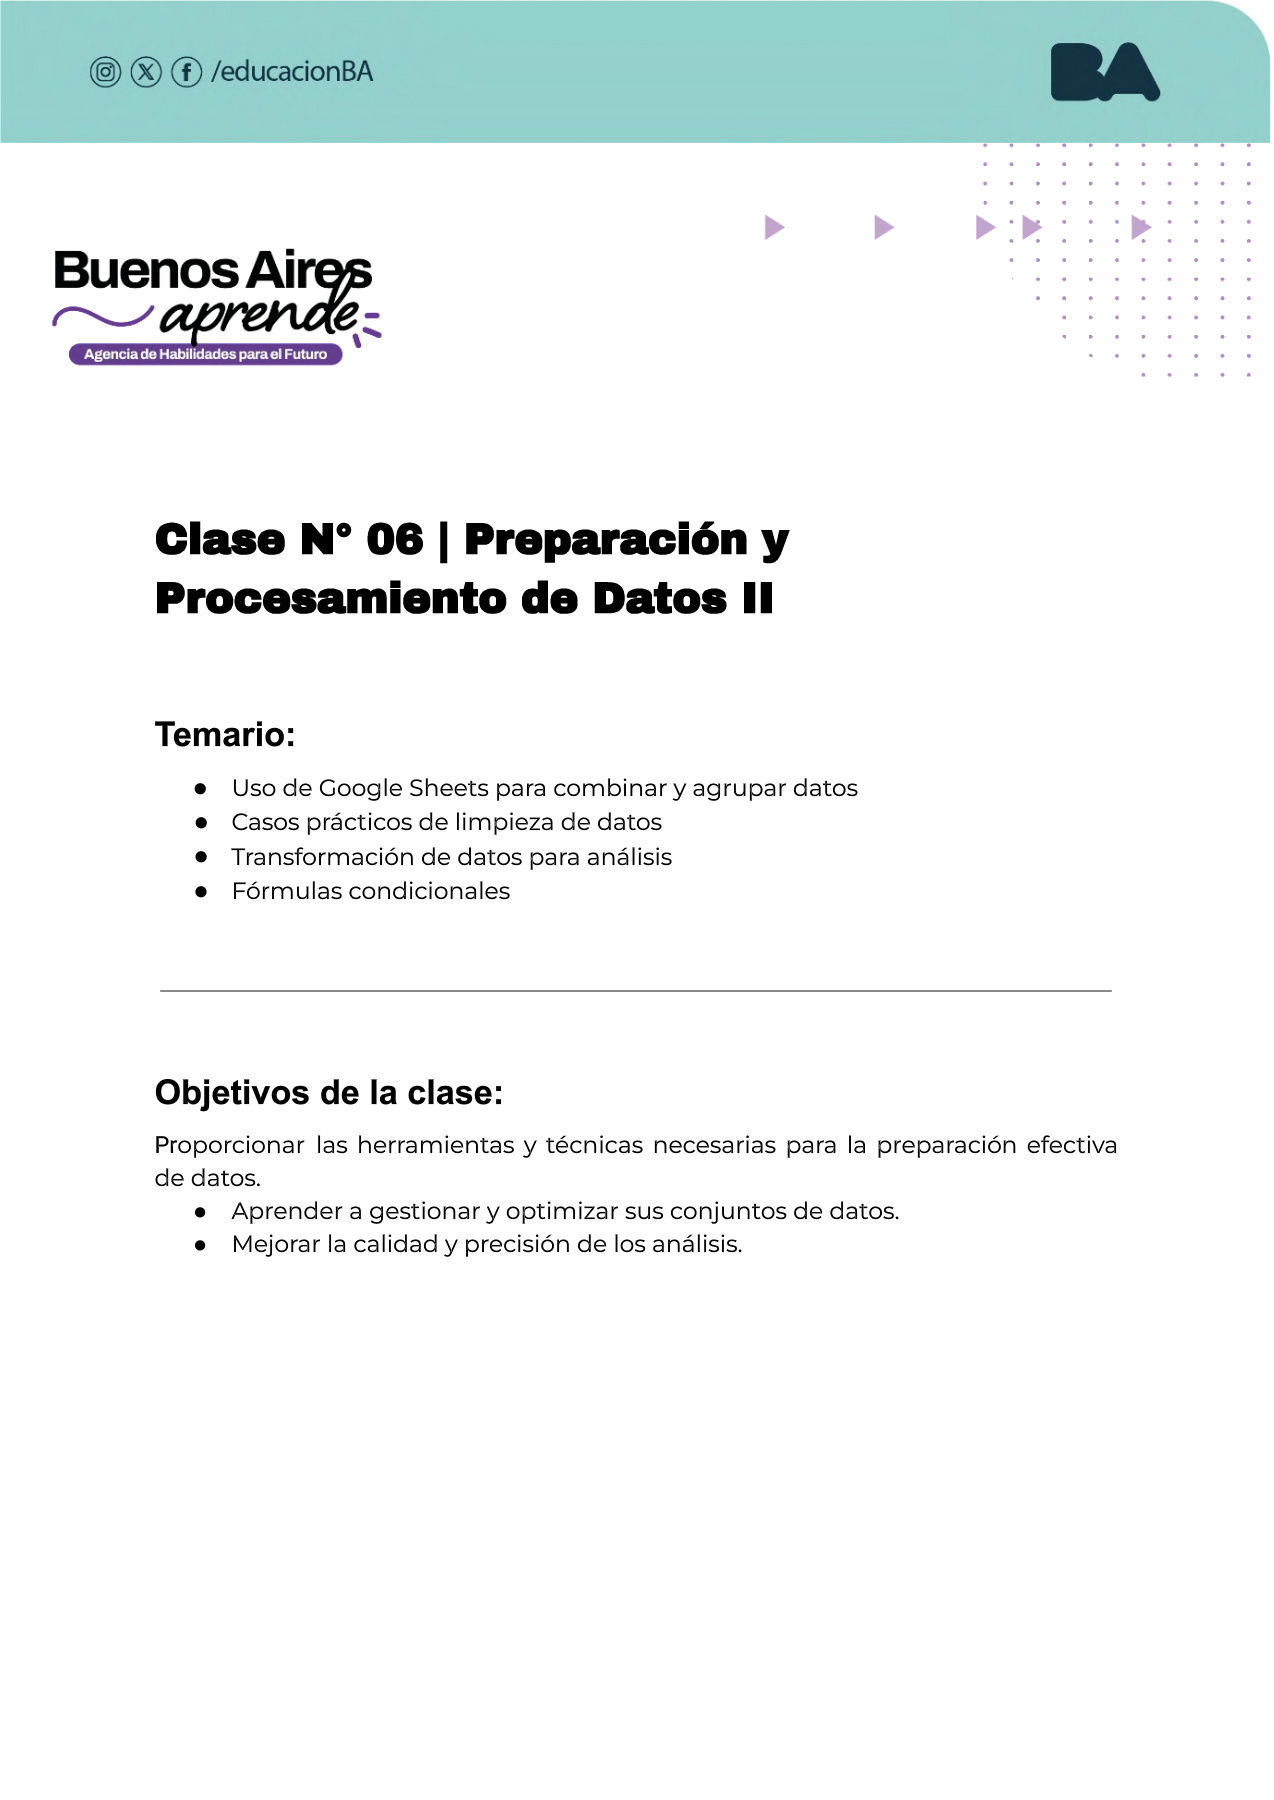 /educacionBA
BA
Buenos Aires
aprende
Agencia de Habilidades para el Futuro
Clase N° 06 | Preparación y
Procesamiento de Datos II
Temario:
● Uso de Google Sheets para combinar y agrupar datos
● Casos prácticos de limpieza de datos
● Transformación de datos para análisis
● Fórmulas condicionales
Objetivos de la clase:
Proporcionar las herramientas y técnicas necesarias para la preparación efectiva
de datos.
● Aprender a gestionar y optimizar sus conjuntos de datos.
● Mejorar la calidad y precisión de los análisis.